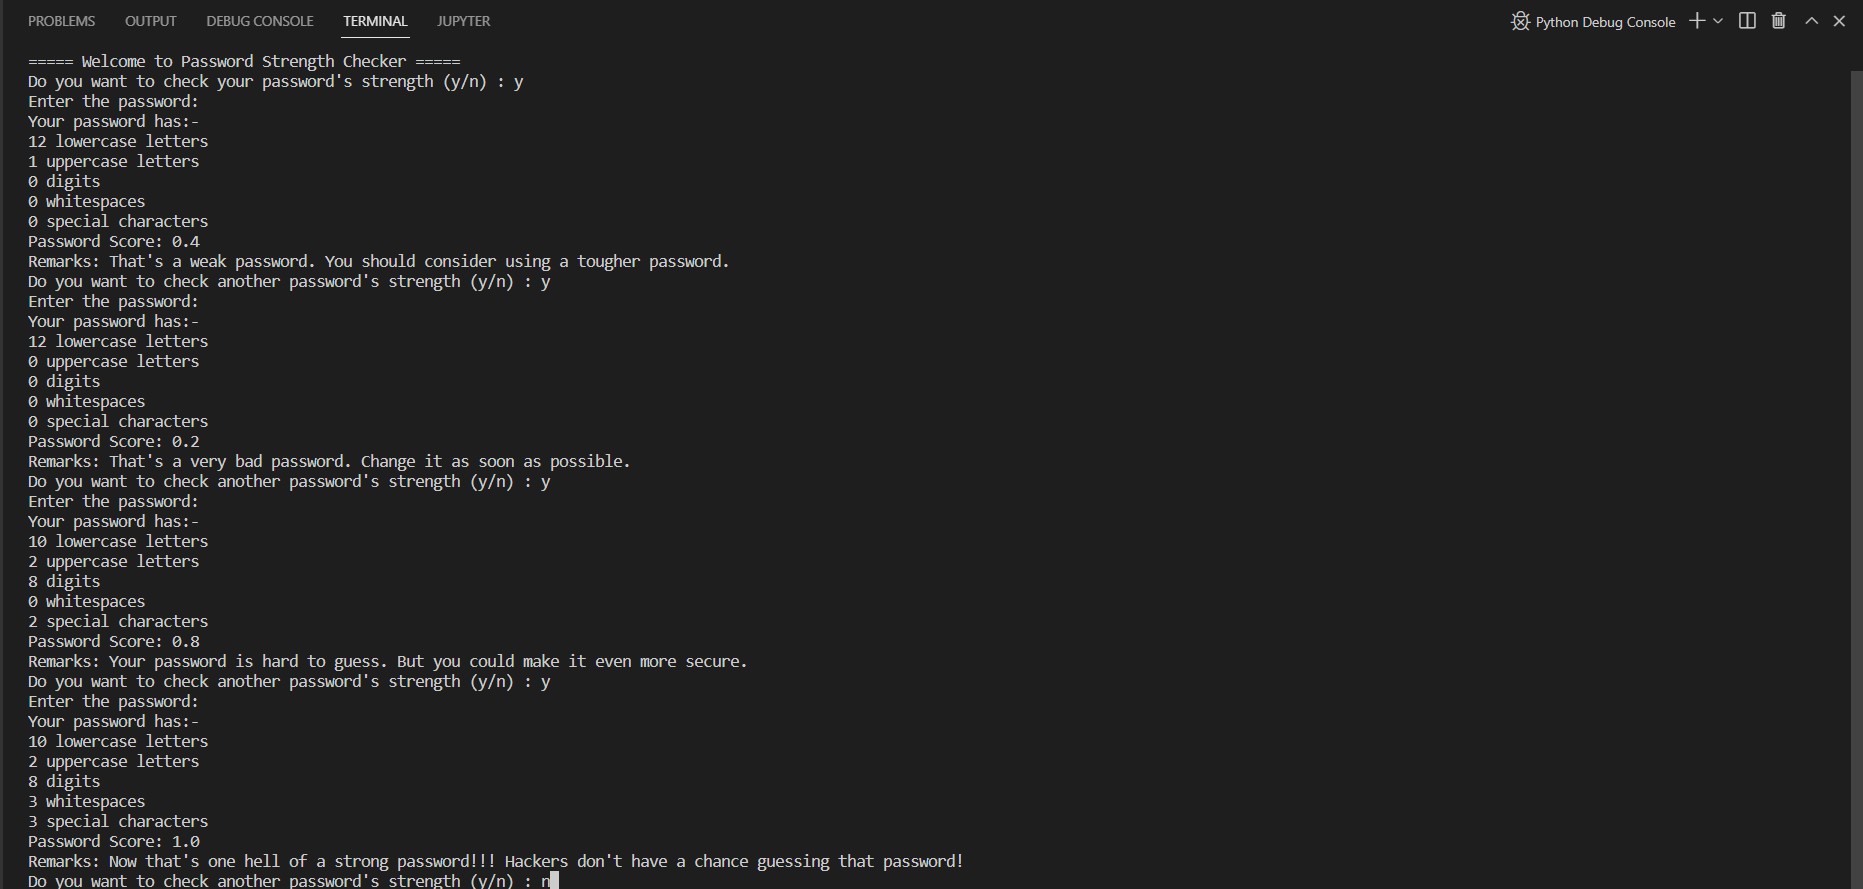 PROBLEMS OUTPUT DEBUG CONSOLE TERMINAL JUPYTER Python Debug Console
===== Welcome to Password Strength Checker =====
Do you want to check your password's strength (y/n) : y
Enter the password:
Your password has:-
12 lowercase letters
1 uppercase letters
0 digits
0 whitespaces
0 special characters
Password Score: 0.4
Remarks: That's a weak password. You should consider using a tougher password.
Do you want to check another password's strength (y/n) : y
Enter the password:
Your password has:-
12 lowercase letters
0 uppercase letters
0 digits
0 whitespaces
0 special characters
Password Score: 0.2
Remarks: That's a very bad password. Change it as soon as possible.
Do you want to check another password's strength (y/n) : y
Enter the password:
Your password has:-
10 lowercase letters
2 uppercase letters
8 digits
0 whitespaces
2 special characters
Password Score: 0.8
Remarks: Your password is hard to guess. But you could make it even more secure.
Do you want to check another password's strength (y/n) : y
Enter the password:
Your password has:-
10 lowercase letters
2 uppercase letters
8 digits
3 whitespaces
3 special characters
Password Score: 1.0
Remarks: Now that's one hell of a strong password!!! Hackers don't have a chance guessing that password!
Do you want to check another password's strength (y/n) : n